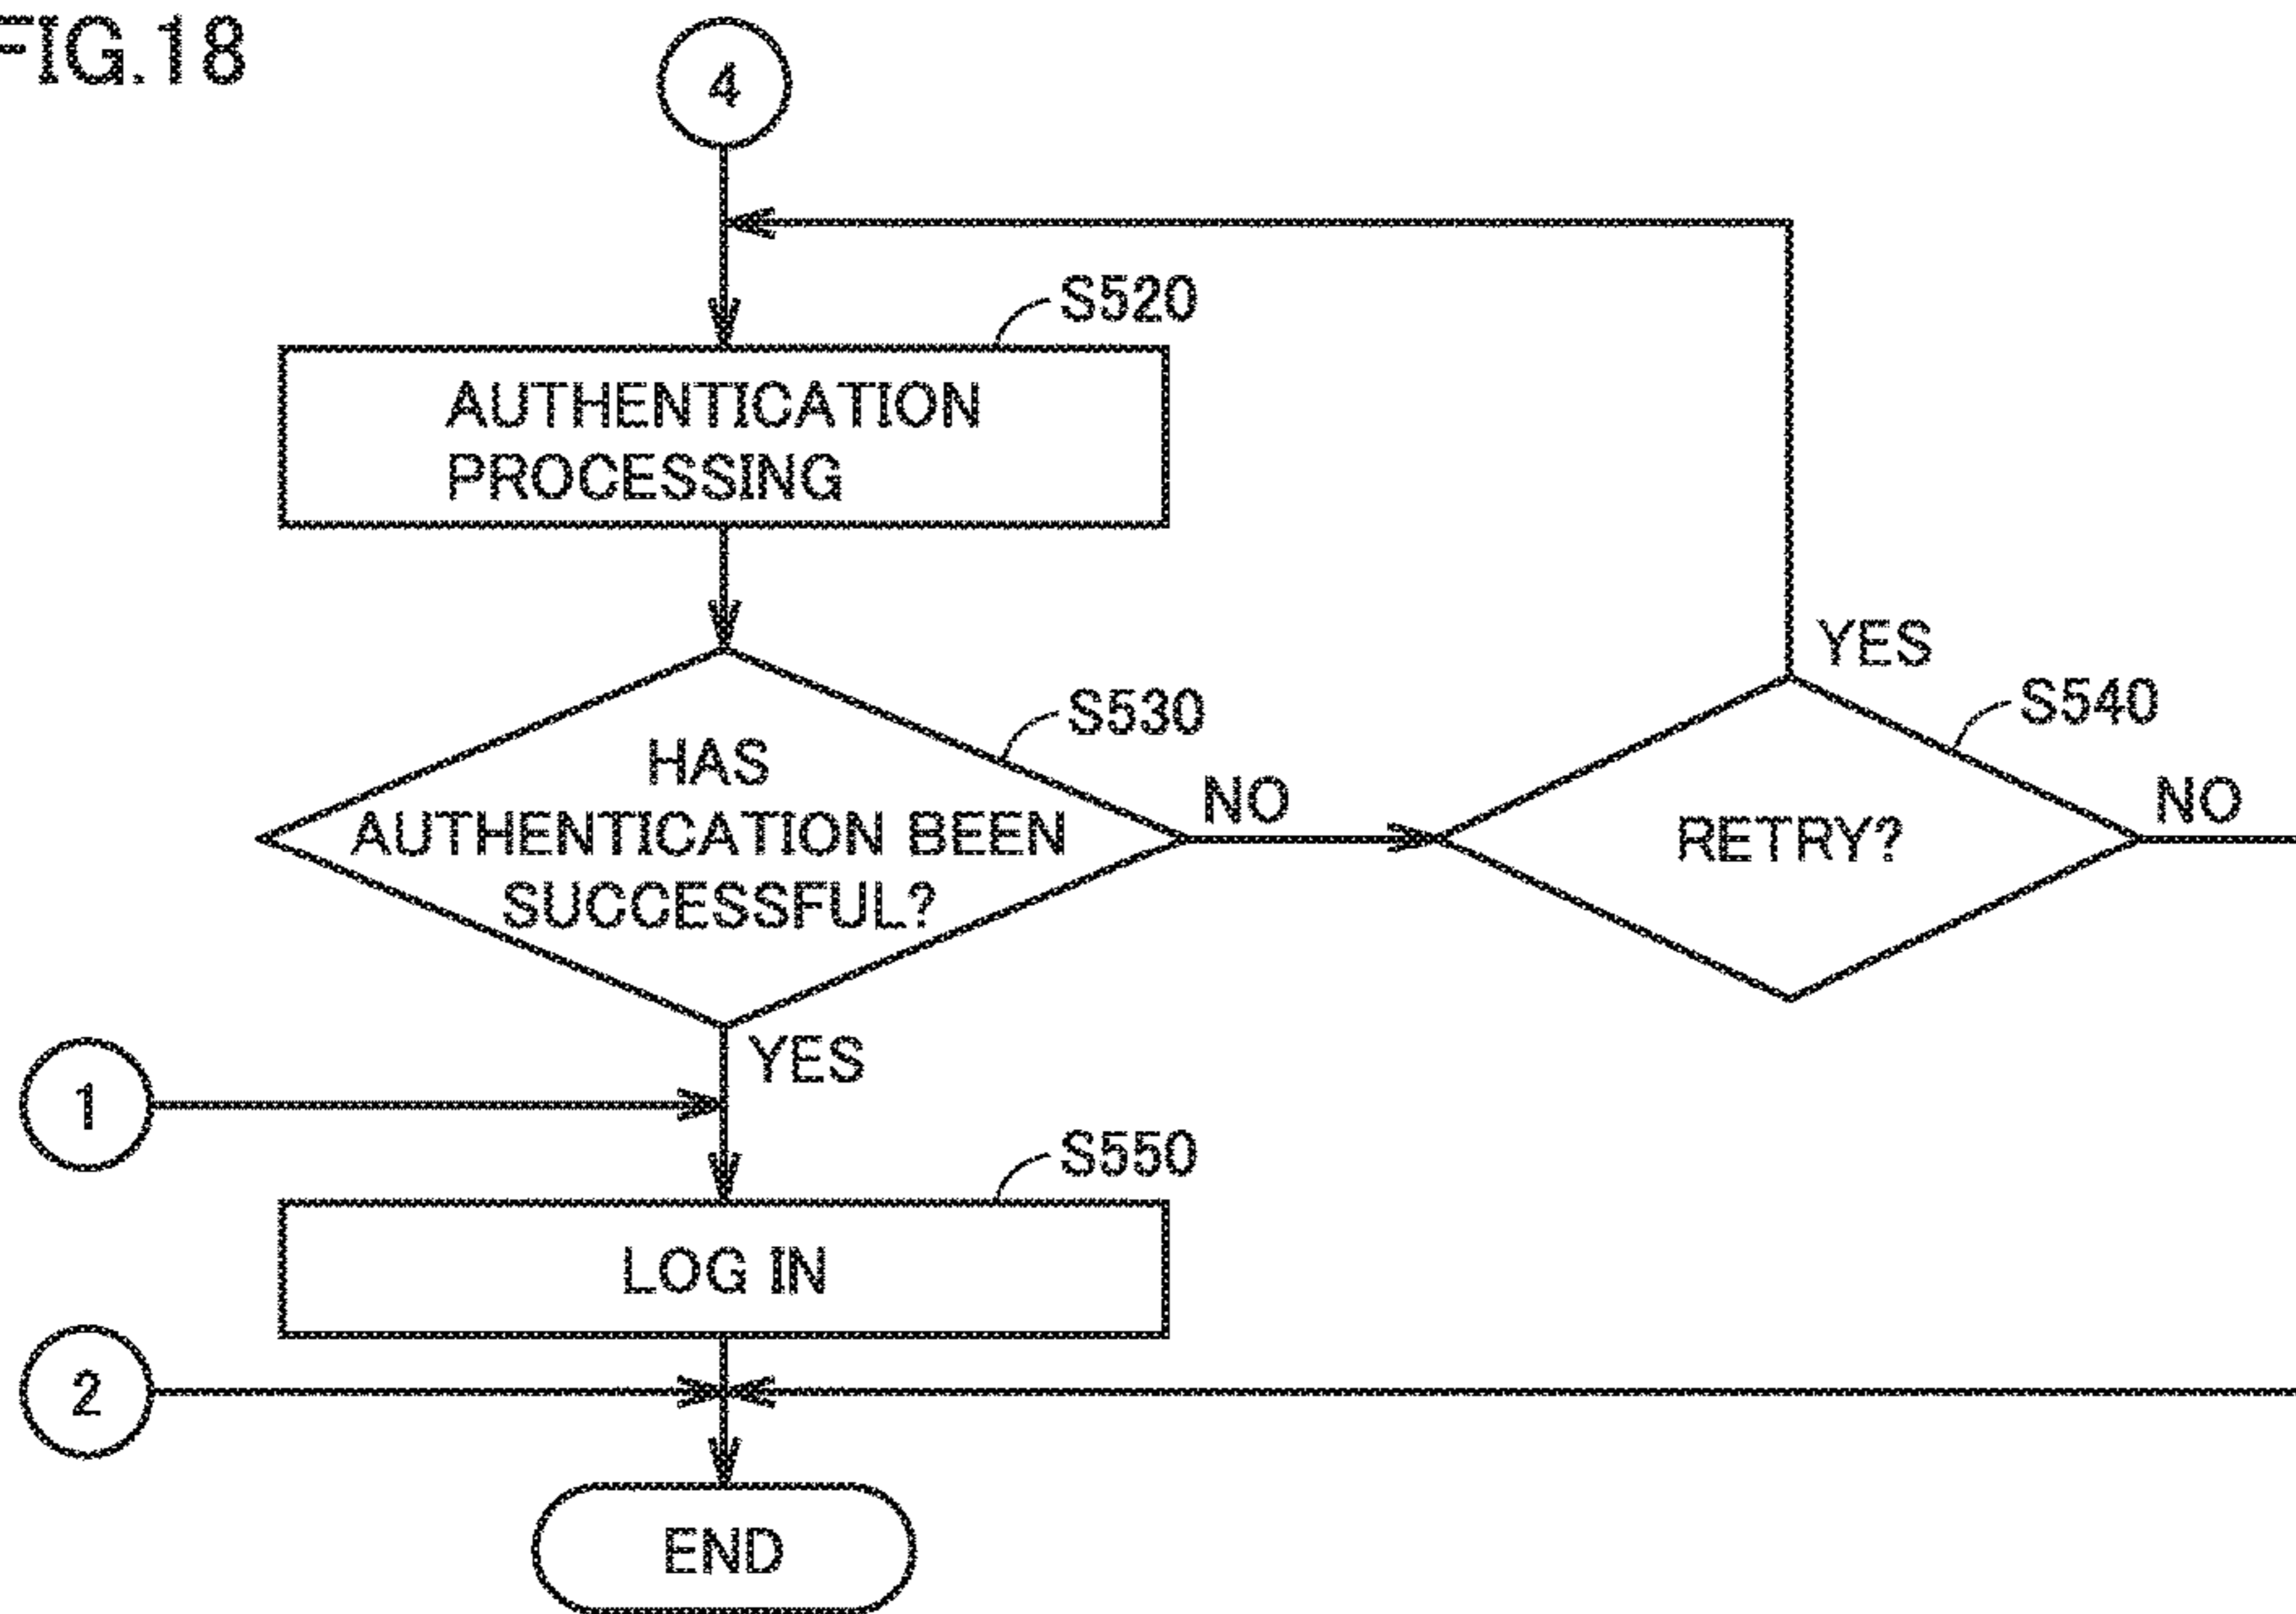 FIG.18
4
S520
AUTHENTICATION
PROCESSING
YES
S530
S540
HAS
AUTHENTICATION BEEN
SUCCESSFUL?
NO
RETRY?
NO
YES
1
S550
LOG IN
2
END